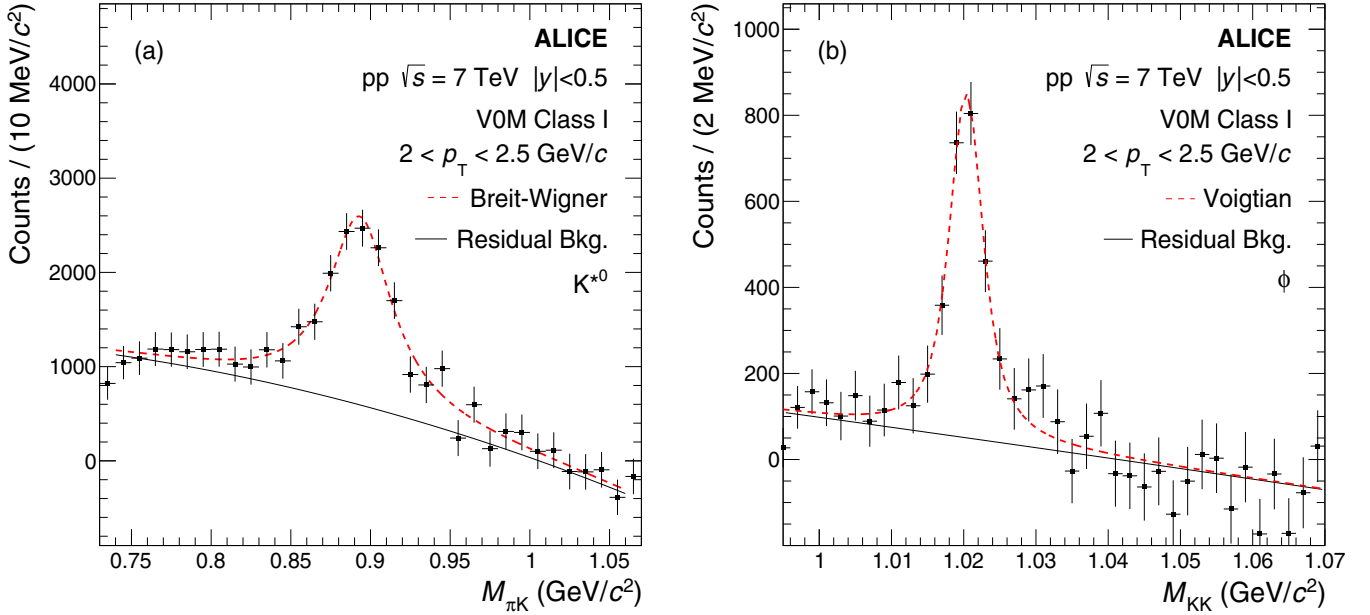 (a)
ALICE
pp √s = 7 TeV |y|<0.5
V0M Class I
2 < pT < 2.5 GeV/c
Breit-Wigner
Residual Bkg.
K*0
Counts / (10 MeV/c²)
4000
3000
2000
1000
0
0.75 0.8 0.85 0.9 0.95 1 1.05
MπK (GeV/c²)
(b)
ALICE
pp √s = 7 TeV |y|<0.5
V0M Class I
2 < pT < 2.5 GeV/c
Voigtian
Residual Bkg.
ϕ
Counts / (2 MeV/c²)
1000
800
600
400
200
0
1 1.01 1.02 1.03 1.04 1.05 1.06 1.07
MKK (GeV/c²)